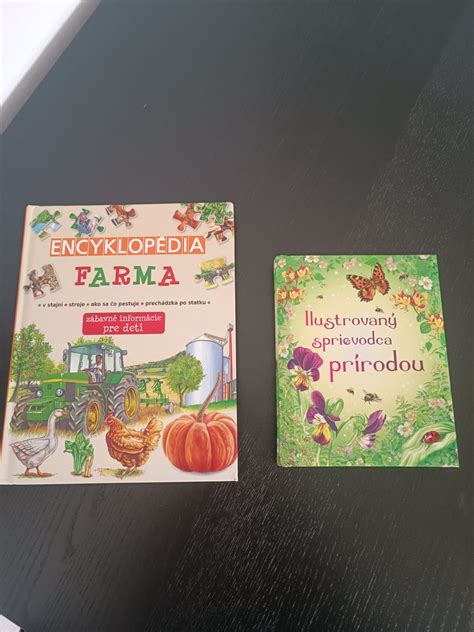 ENCYKLOPÉDIA
FARMA
• v stajni • stroje • ako sa čo pestuje • prechádzka po statku •
zábavné informácie
pre deti
Ilustrovaný
sprievodca
prírodou